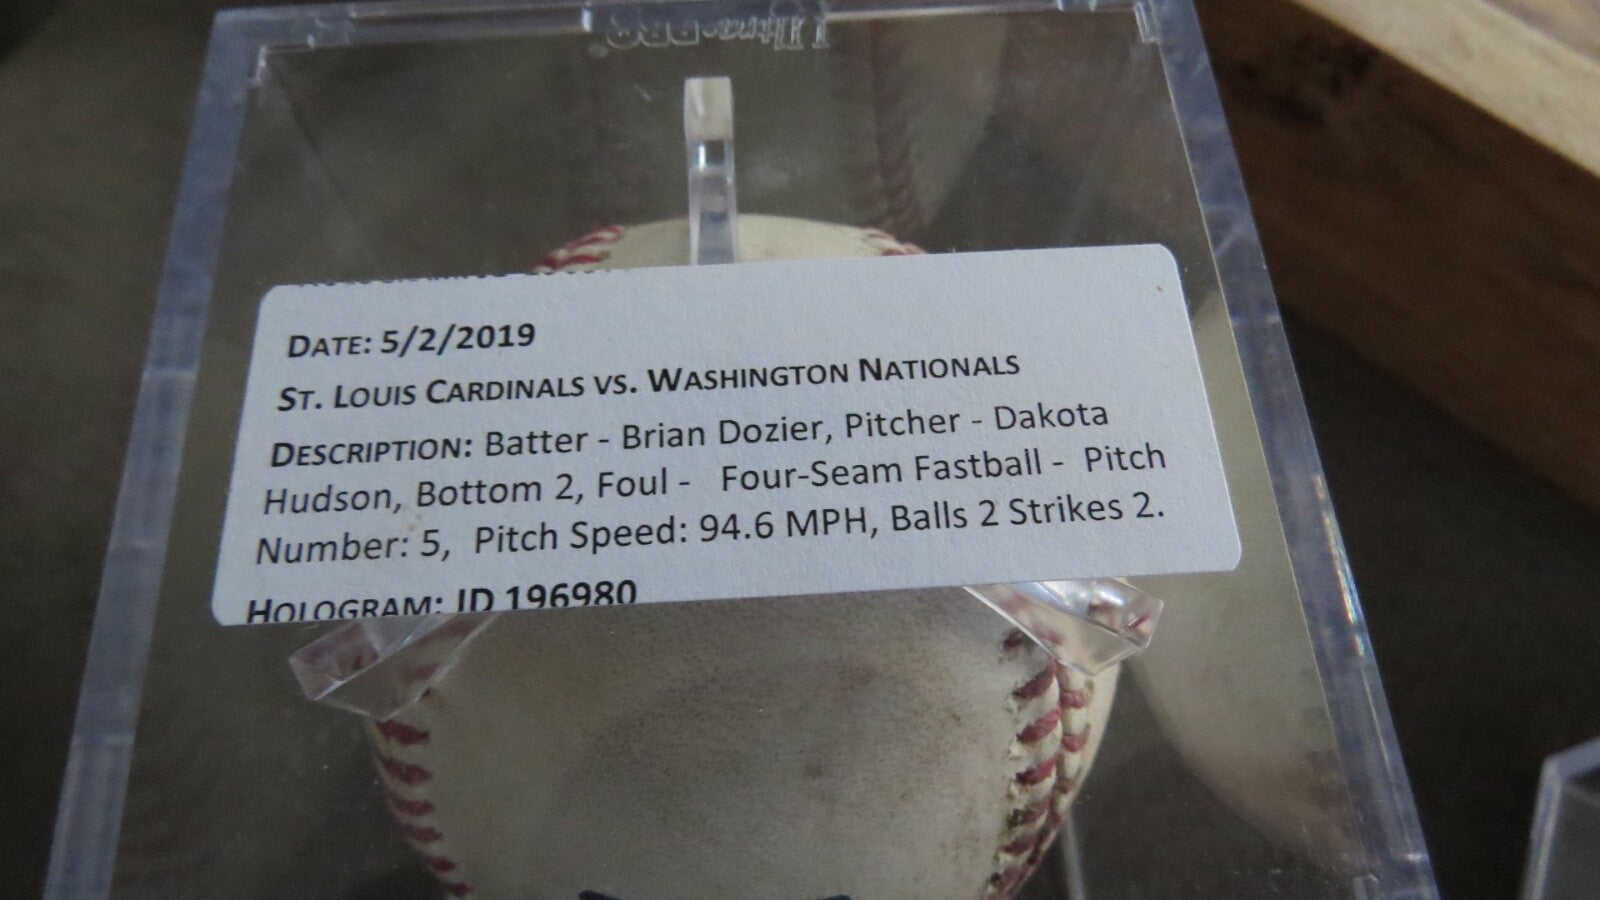 Ultra•PRO®
DATE: 5/2/2019
ST. LOUIS CARDINALS VS. WASHINGTON NATIONALS
DESCRIPTION: Batter - Brian Dozier, Pitcher - Dakota
Hudson, Bottom 2, Foul - Four-Seam Fastball - Pitch
Number: 5, Pitch Speed: 94.6 MPH, Balls 2 Strikes 2.
HOLOGRAM: ID 196980